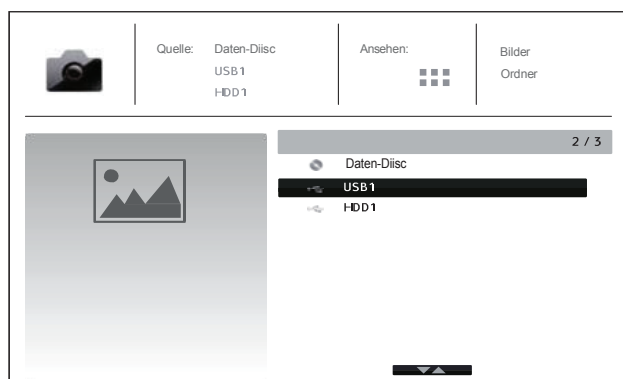 Quelle: Daten-Diisc
USB1
HDD1
Ansehen:
Bilder
Ordner
2 / 3
Daten-Diisc
USB1
HDD1